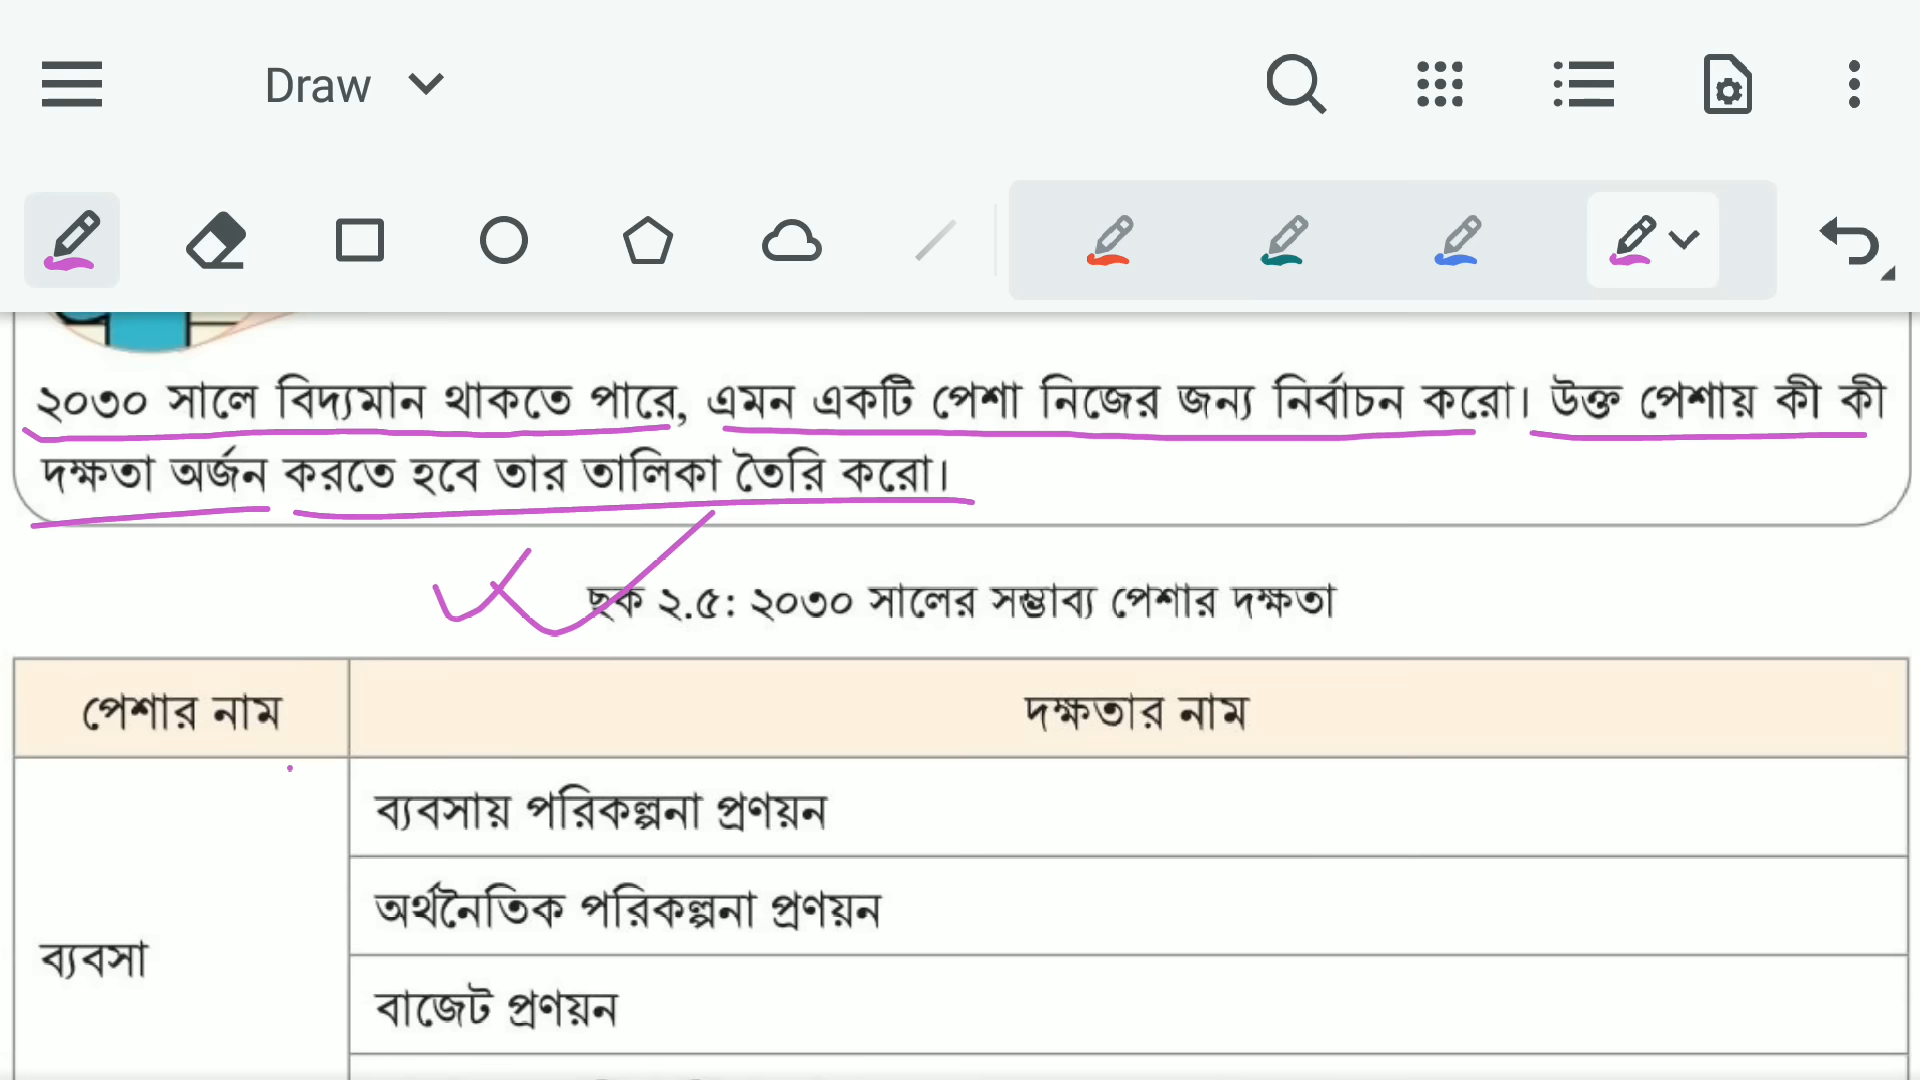 Draw
২০৩০ সালে বিদ্যমান থাকতে পারে, এমন একটি পেশা নিজের জন্য নির্বাচন করো। উক্ত পেশায় কী কী
দক্ষতা অর্জন করতে হবে তার তালিকা তৈরি করো।
ছক ২.৫: ২০৩০ সালের সম্ভাব্য পেশার দক্ষতা
পেশার নাম দক্ষতার নাম
ব্যবসায় পরিকল্পনা প্রণয়ন
অর্থনৈতিক পরিকল্পনা প্রণয়ন
ব্যবসা
বাজেট প্রণয়ন